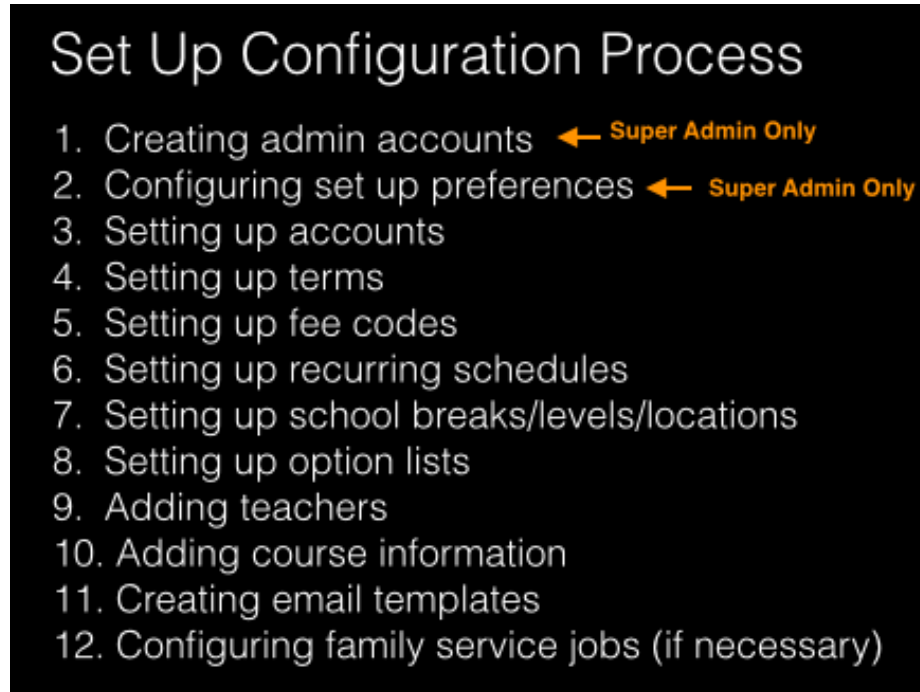 Set Up Configuration Process
1. Creating admin accounts Super Admin Only
2. Configuring set up preferences Super Admin Only
3. Setting up accounts
4. Setting up terms
5. Setting up fee codes
6. Setting up recurring schedules
7. Setting up school breaks/levels/locations
8. Setting up option lists
9. Adding teachers
10. Adding course information
11. Creating email templates
12. Configuring family service jobs (if necessary)